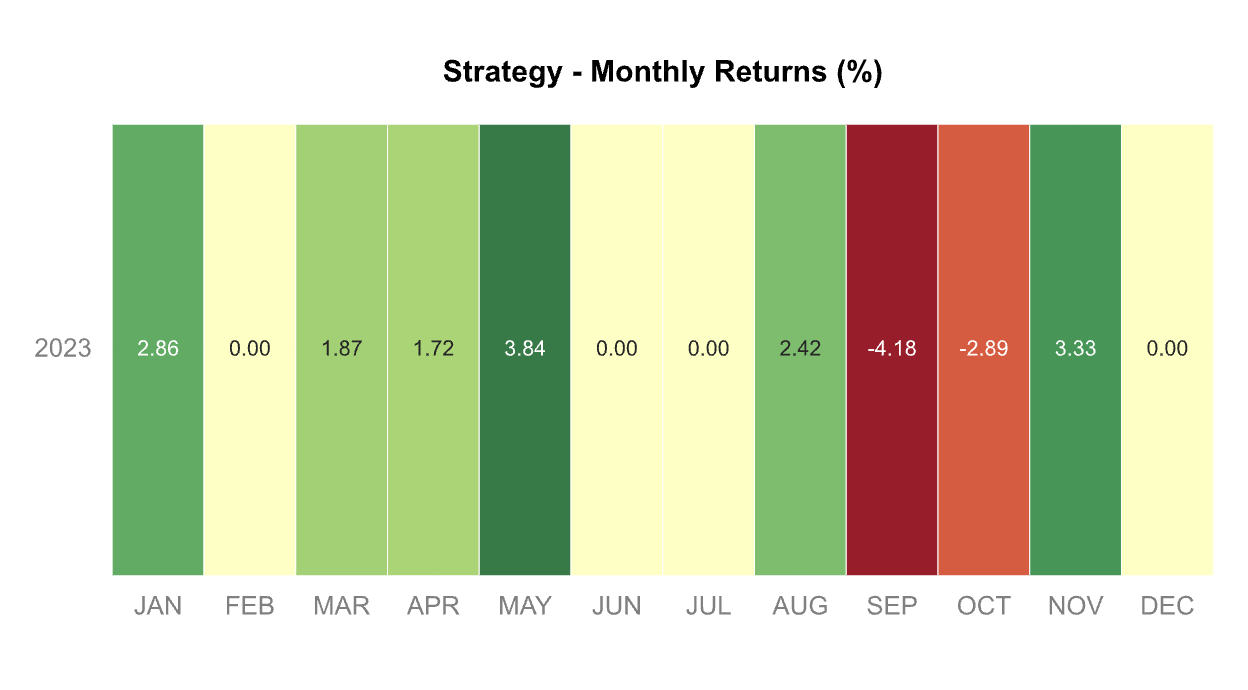 Strategy - Monthly Returns (%)
2023 2.86 0.00 1.87 1.72 3.84 0.00 0.00 2.42 -4.18 -2.89 3.33 0.00
JAN FEB MAR APR MAY JUN JUL AUG SEP OCT NOV DEC